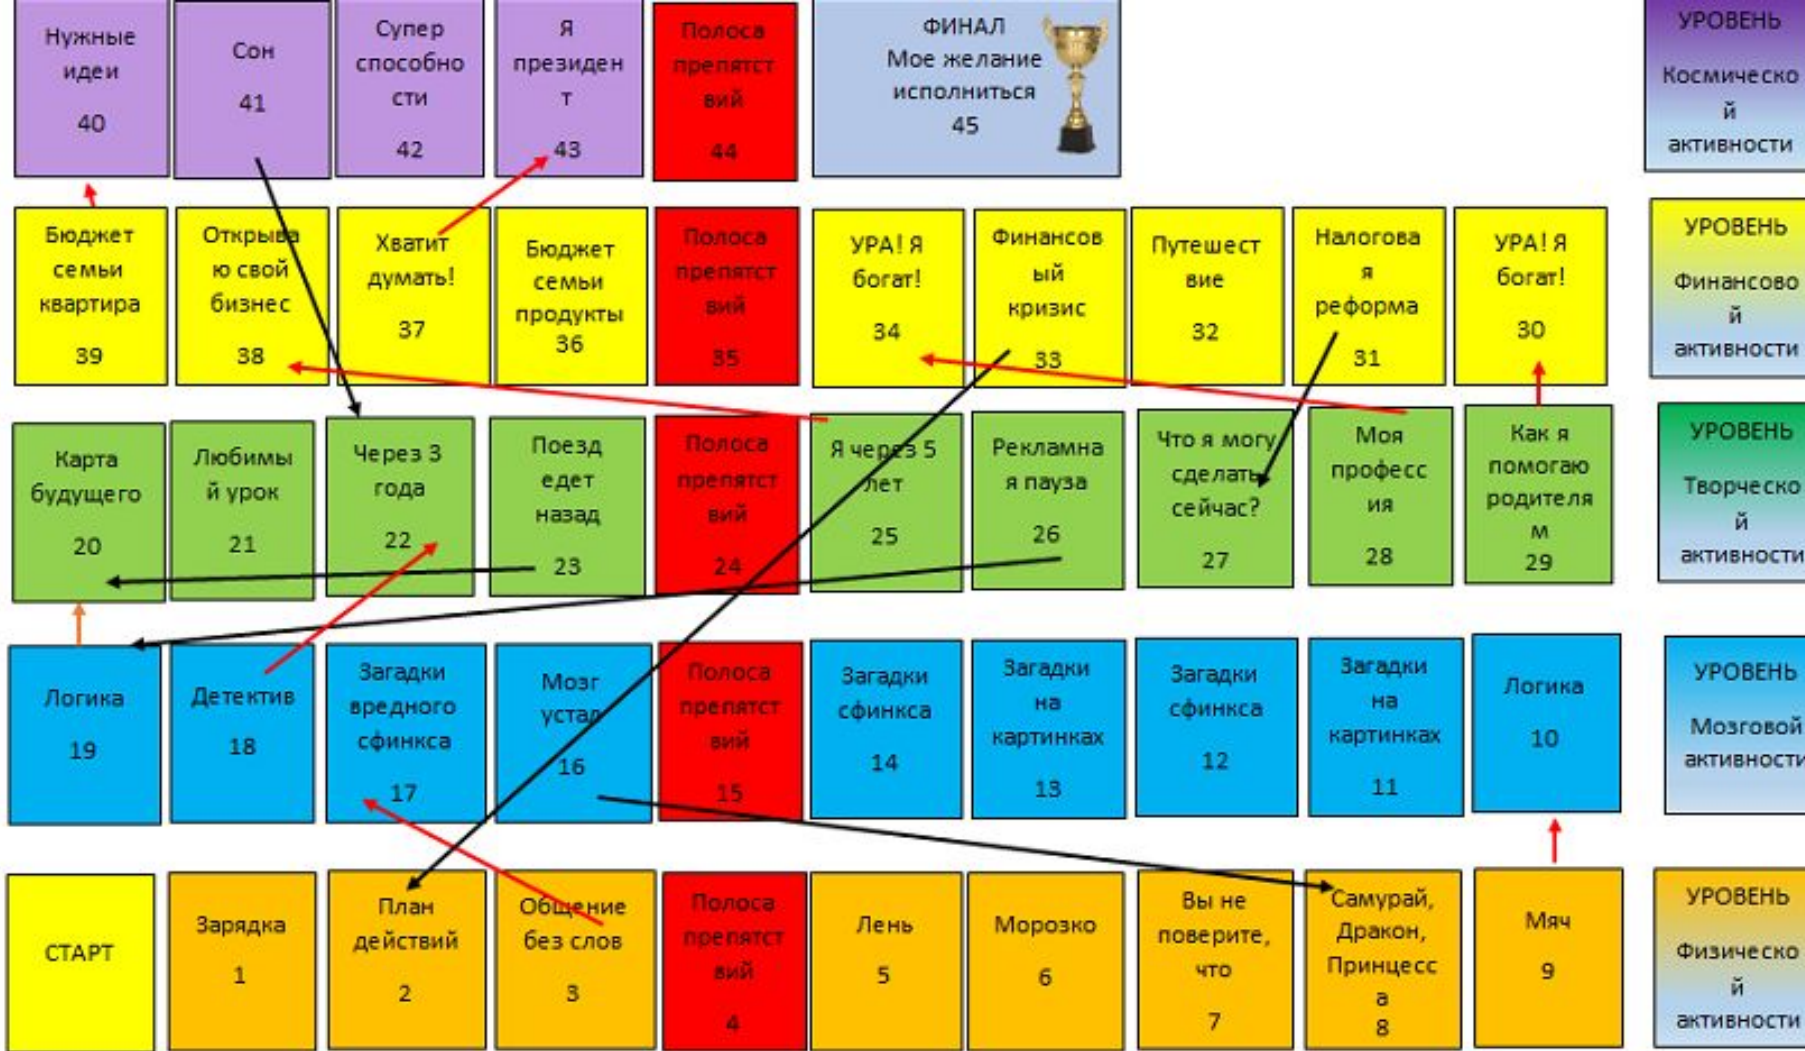 Нужные
идеи
40
Сон
41
Супер
способно
сти
42
Я
президен
т
43
Полоса
препятст
вий
44
ФИНАЛ
Мое желание
исполниться
45
УРОВЕНЬ
Космическо
й
активности
Бюджет
семьи
квартира
39
Открыва
ю свой
бизнес
38
Хватит
думать!
37
Бюджет
семьи
продукты
36
Полоса
препятст
вий
35
УРА! Я
богат!
34
Финансов
ый
кризис
33
Путешест
вие
32
Налогова
я
реформа
31
УРА! Я
богат!
30
УРОВЕНЬ
Финансово
й
активности
Карта
будущего
20
Любимы
й урок
21
Через 3
года
22
Поезд
едет
назад
23
Полоса
препятст
вий
24
Я через 5
лет
25
Рекламна
я пауза
26
Что я могу
сделать
сейчас?
27
Моя
професс
ия
28
Как я
помогаю
родителя
м
29
УРОВЕНЬ
Творческо
й
активности
Логика
19
Детектив
18
Загадки
вредного
сфинкса
17
Мозг
устал
16
Полоса
препятст
вий
15
Загадки
сфинкса
14
Загадки
на
картинках
13
Загадки
сфинкса
12
Загадки
на
картинках
11
Логика
10
УРОВЕНЬ
Мозговой
активности
СТАРТ
Зарядка
1
План
действий
2
Общение
без слов
3
Полоса
препятст
вий
4
Лень
5
Морозко
6
Вы не
поверите,
что
7
Самурай,
Дракон,
Принцесс
а
8
Мяч
9
УРОВЕНЬ
Физическо
й
активности